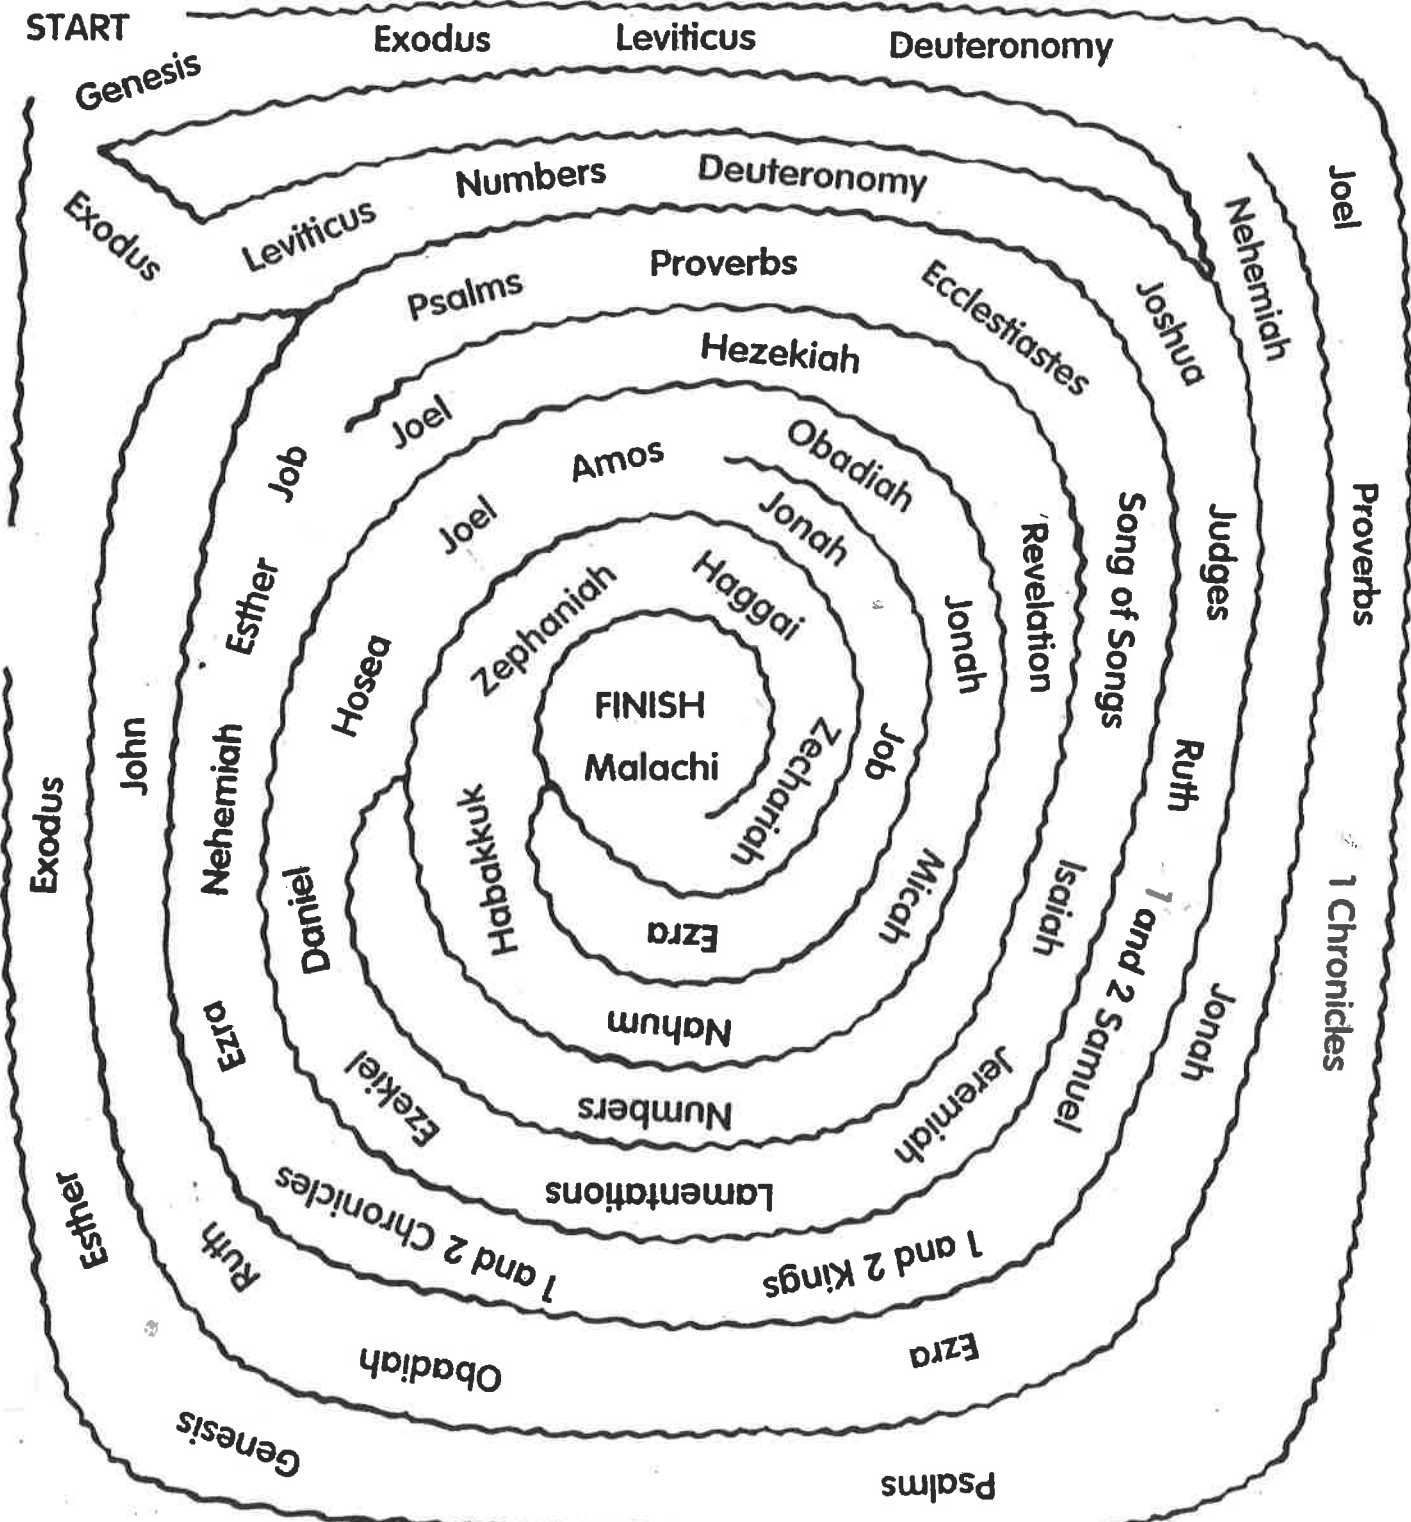 START
Genesis
Exodus
Leviticus
Deuteronomy
Joel
Proverbs
1 Chronicles
Psalms
Genesis
Esther
Exodus
Exodus
Leviticus
Numbers
Deuteronomy
Joshua
Nehemiah
Judges
Ruth
Jonah
1 and 2 Samuel
1 and 2 Kings
Ezra
Obadiah
Ruth
John
1 and 2 Chronicles
Ezra
Nehemiah
Esther
Job
Psalms
Proverbs
Ecclestiastes
Song of Songs
Isaiah
Jeremiah
Lamentations
Ezekiel
Daniel
Hosea
Joel
Hezekiah
Revelation
Joel
Amos
Obadiah
Jonah
Jonah
Micah
Numbers
Nahum
Habakkuk
Zephaniah
Haggai
Job
Ezra
Zechariah
FINISH
Malachi